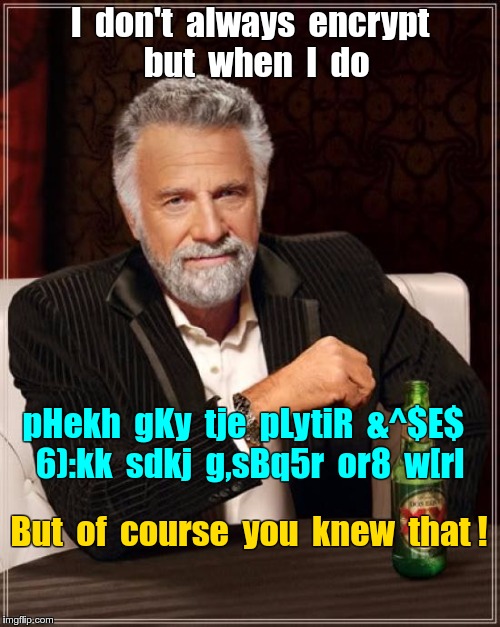 I don't always encrypt
but when I do
pHekh gKy tje pLytiR &^$E$
6):kk sdkj g,sBq5r or8 w[rl
But of course you knew that !
imgflip.com